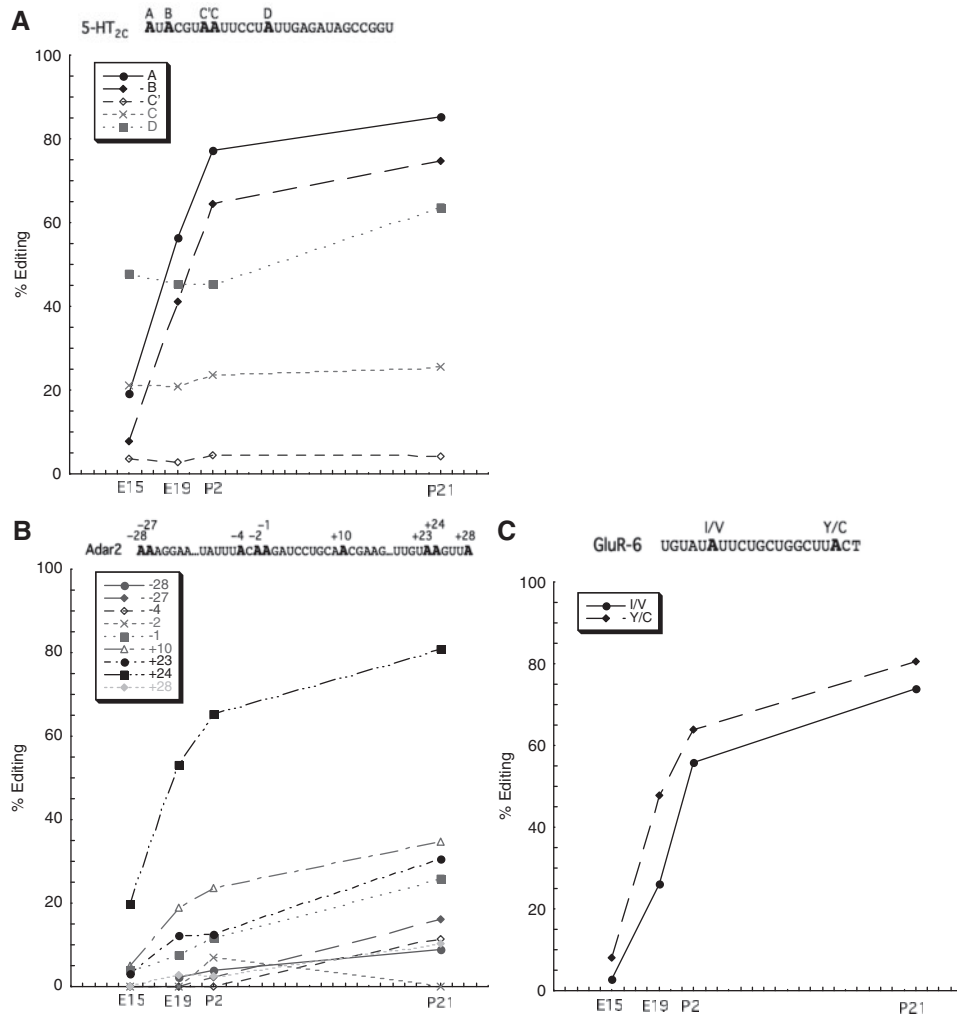 A
A B C'C D
5-HT2C AUACGUAAUUCCUAUUGAGAUAGCCGGU
100
80
60
40
20
0
% Editing
A
B
C'
C
D
E15 E19 P2 P21
B
-28 -27 -4 -2 -1 +10 +23 +24 +28
Adar2 AAAGGAA...UAUUUACAAGAUCCUGCAACGAAG...UUGUAAGUUA
100
80
60
40
20
0
% Editing
-28
-27
-4
-2
-1
+10
+23
+24
+28
E15 E19 P2 P21
C
I/V Y/C
GluR-6 UGUAUAUUCUGCUGGCUUACT
100
80
60
40
20
0
% Editing
I/V
Y/C
E15 E19 P2 P21